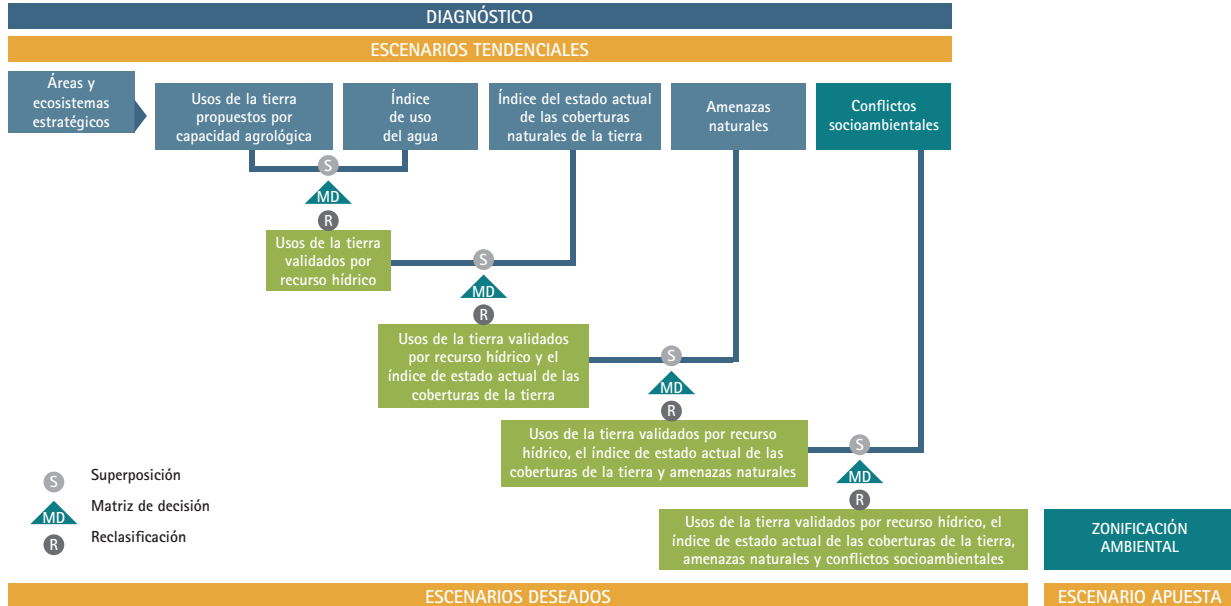 DIAGNÓSTICO
ESCENARIOS TENDENCIALES
Áreas y
ecosistemas
estratégicos
Usos de la tierra
propuestos por
capacidad agrológica
Índice
de uso
del agua
Índice del estado actual
de las coberturas
naturales de la tierra
Amenazas
naturales
Conflictos
socioambientales
S
MD
R
Usos de la tierra
validados por
recurso hídrico
S
MD
R
Usos de la tierra validados
por recurso hídrico y el
índice de estado actual de las
coberturas de la tierra
S
MD
R
Usos de la tierra validados por recurso
hídrico, el índice de estado actual de las
coberturas de la tierra y amenazas naturales
S
MD
R
Usos de la tierra validados por recurso hídrico, el
índice de estado actual de las coberturas de la tierra,
amenazas naturales y conflictos socioambientales
ZONIFICACIÓN
AMBIENTAL
S Superposición
MD Matriz de decisión
R Reclasificación
ESCENARIOS DESEADOS
ESCENARIO APUESTA